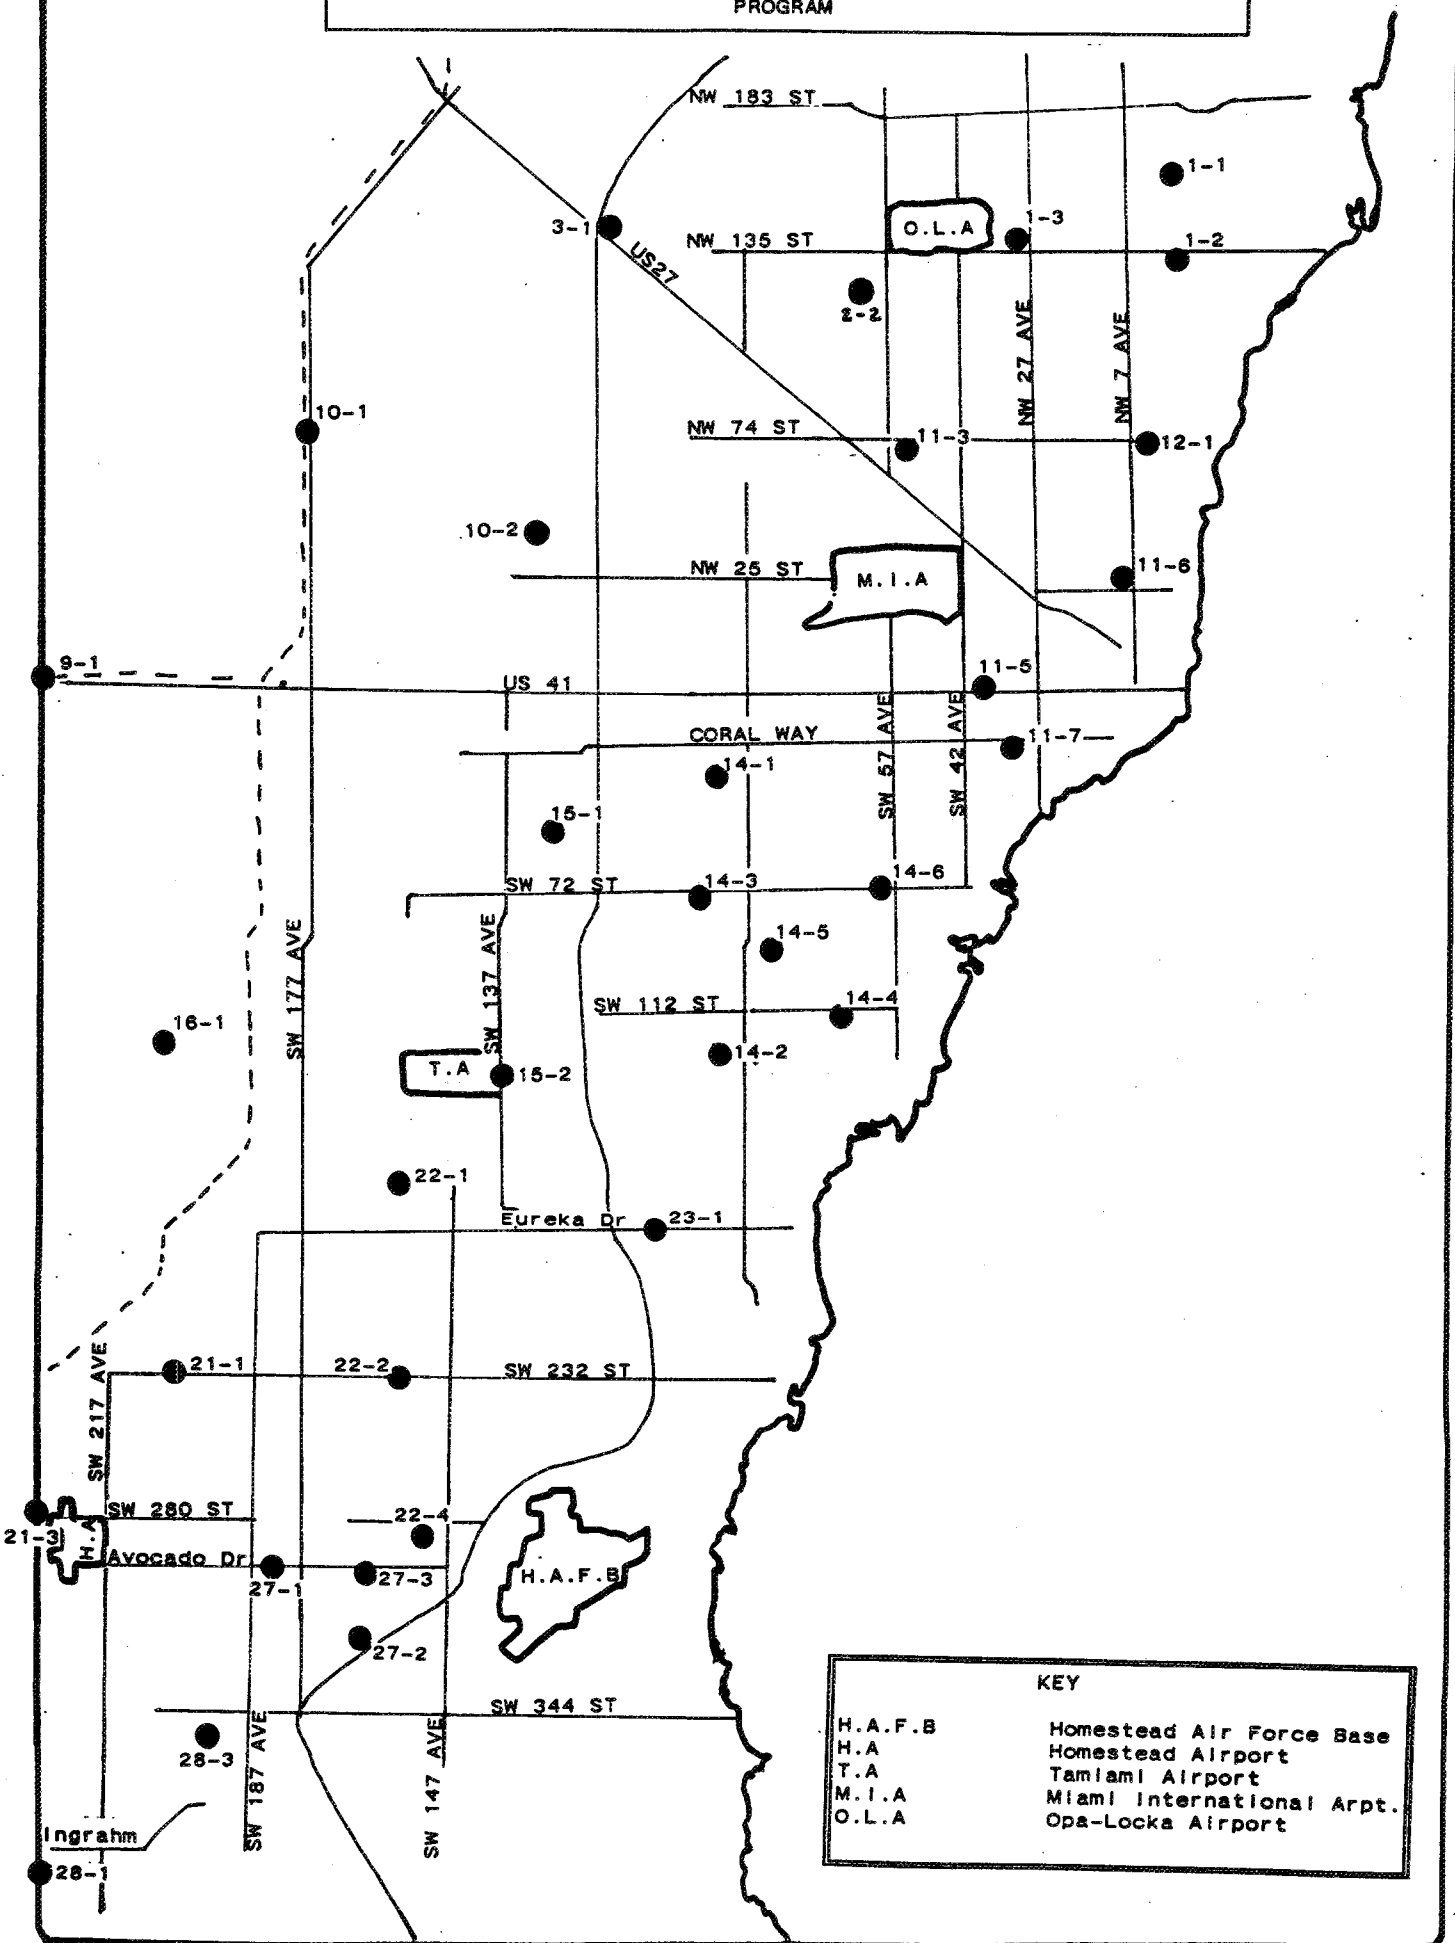 PROGRAM
NW 183 ST
1-1
3-1
O.L.A
1-3
NW 135 ST
1-2
US27
2-2
NW 27 AVE
NW 7 AVE
10-1
NW 74 ST
11-3
12-1
10-2
NW 25 ST
M.I.A
11-6
9-1
11-5
US 41
SW 57 AVE
SW 42 AVE
CORAL WAY
11-7
14-1
15-1
SW 72 ST
14-3
14-6
SW 177 AVE
SW 137 AVE
14-5
SW 112 ST
14-4
16-1
14-2
T.A
15-2
22-1
Eureka Dr
23-1
SW 217 AVE
21-1
22-2
SW 232 ST
SW 280 ST
22-4
21-3
H.A
Avocado Dr
27-1
27-3
H.A.F.B
27-2
SW 344 ST
28-3
SW 187 AVE
SW 147 AVE
Ingrahm
28-1
KEY
H.A.F.B Homestead Air Force Base
H.A Homestead Airport
T.A Tamiami Airport
M.I.A Miami International Arpt.
O.L.A Opa-Locka Airport